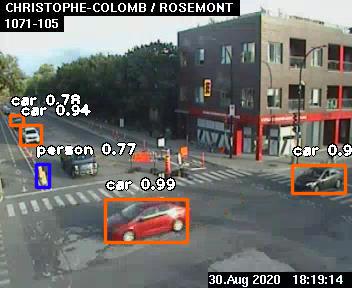 CHRISTOPHE-COLOMB / ROSEMONT
1071-105
car 0.78
car 0.94
person 0.77
car 0.9
car 0.99
30.Aug 2020 18:19:14